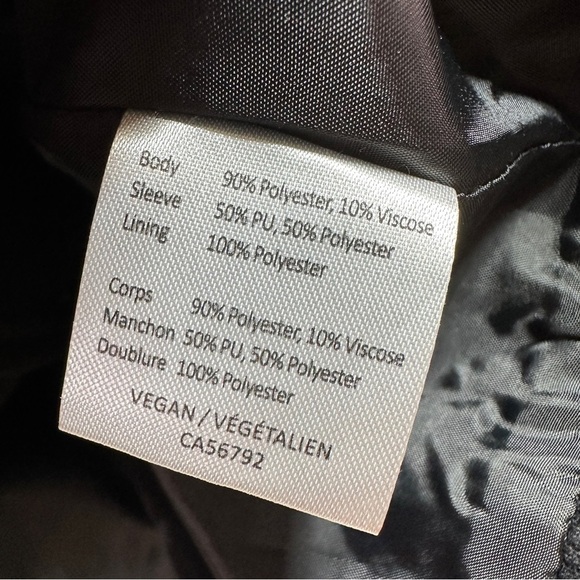 Body 90% Polyester, 10% Viscose
Sleeve 50% PU, 50% Polyester
Lining 100% Polyester
Corps 90% Polyester, 10% Viscose
Manchon 50% PU, 50% Polyester
Doublure 100% Polyester
VEGAN / VÉGÉTALIEN
CA56792